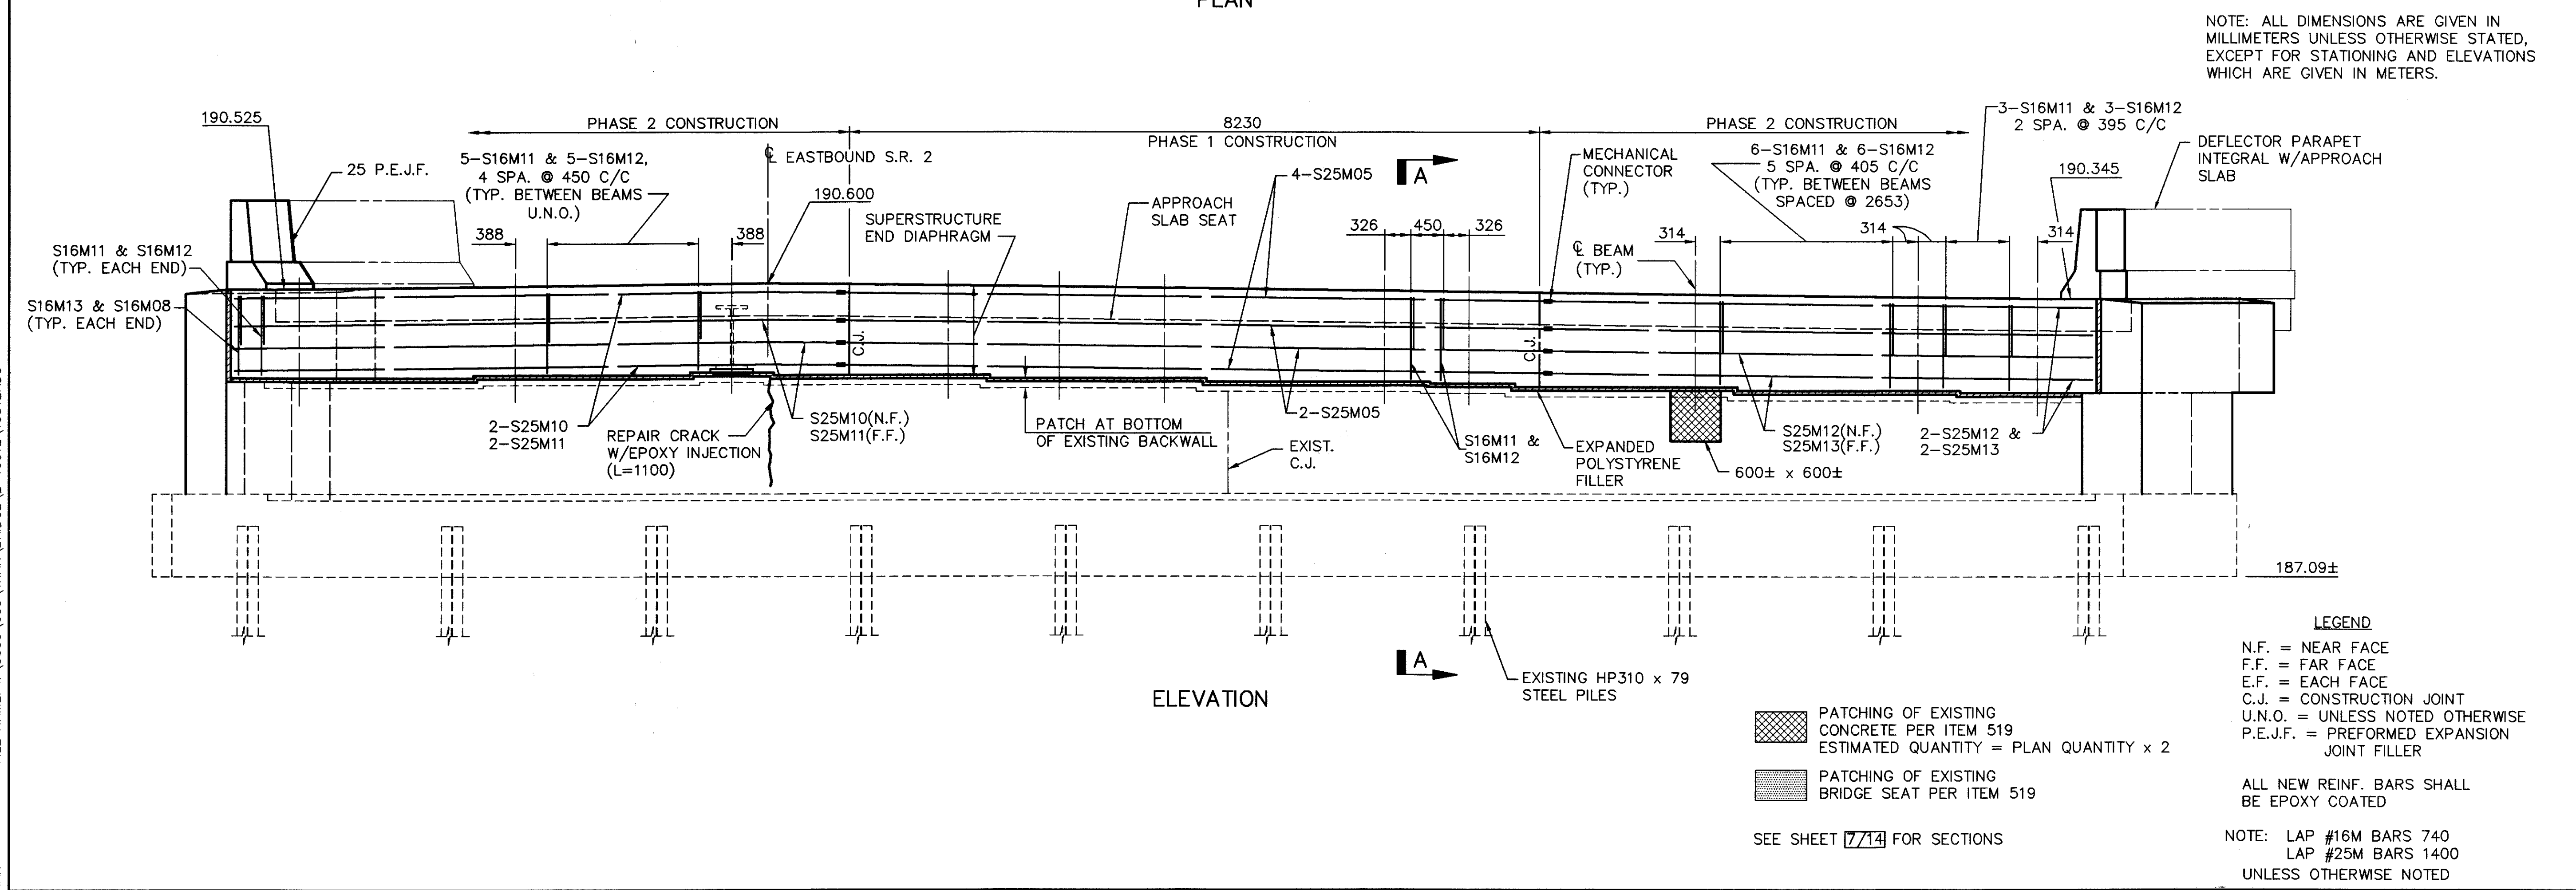 PLAN
NOTE: ALL DIMENSIONS ARE GIVEN IN
MILLIMETERS UNLESS OTHERWISE STATED,
EXCEPT FOR STATIONING AND ELEVATIONS
WHICH ARE GIVEN IN METERS.
190.525
PHASE 2 CONSTRUCTION
8230
PHASE 1 CONSTRUCTION
PHASE 2 CONSTRUCTION
3-S16M11 & 3-S16M12
2 SPA. @ 395 C/C
25 P.E.J.F.
5-S16M11 & 5-S16M12,
4 SPA. @ 450 C/C
(TYP. BETWEEN BEAMS
U.N.O.)
℄ EASTBOUND S.R. 2
190.600
SUPERSTRUCTURE
END DIAPHRAGM
APPROACH
SLAB SEAT
4-S25M05
A
MECHANICAL
CONNECTOR
(TYP.)
6-S16M11 & 6-S16M12
5 SPA. @ 405 C/C
(TYP. BETWEEN BEAMS
SPACED @ 2653)
190.345
DEFLECTOR PARAPET
INTEGRAL W/APPROACH
SLAB
388
388
326
450
326
℄ BEAM
(TYP.)
314
314
314
S16M11 & S16M12
(TYP. EACH END)
S16M13 & S16M08
(TYP. EACH END)
C.J.
C.J.
2-S25M10
2-S25M11
REPAIR CRACK
W/EPOXY INJECTION
(L=1100)
S25M10(N.F.)
S25M11(F.F.)
PATCH AT BOTTOM
OF EXISTING BACKWALL
2-S25M05
EXIST.
C.J.
S16M11 &
S16M12
EXPANDED
POLYSTYRENE
FILLER
600± x 600±
S25M12(N.F.)
S25M13(F.F.)
2-S25M12 &
2-S25M13
187.09±
A
EXISTING HP310 x 79
STEEL PILES
ELEVATION
PATCHING OF EXISTING
CONCRETE PER ITEM 519
ESTIMATED QUANTITY = PLAN QUANTITY x 2
PATCHING OF EXISTING
BRIDGE SEAT PER ITEM 519
SEE SHEET 7/14 FOR SECTIONS
LEGEND
N.F. = NEAR FACE
F.F. = FAR FACE
E.F. = EACH FACE
C.J. = CONSTRUCTION JOINT
U.N.O. = UNLESS NOTED OTHERWISE
P.E.J.F. = PREFORMED EXPANSION
JOINT FILLER
ALL NEW REINF. BARS SHALL
BE EPOXY COATED
NOTE: LAP #16M BARS 740
LAP #25M BARS 1400
UNLESS OTHERWISE NOTED